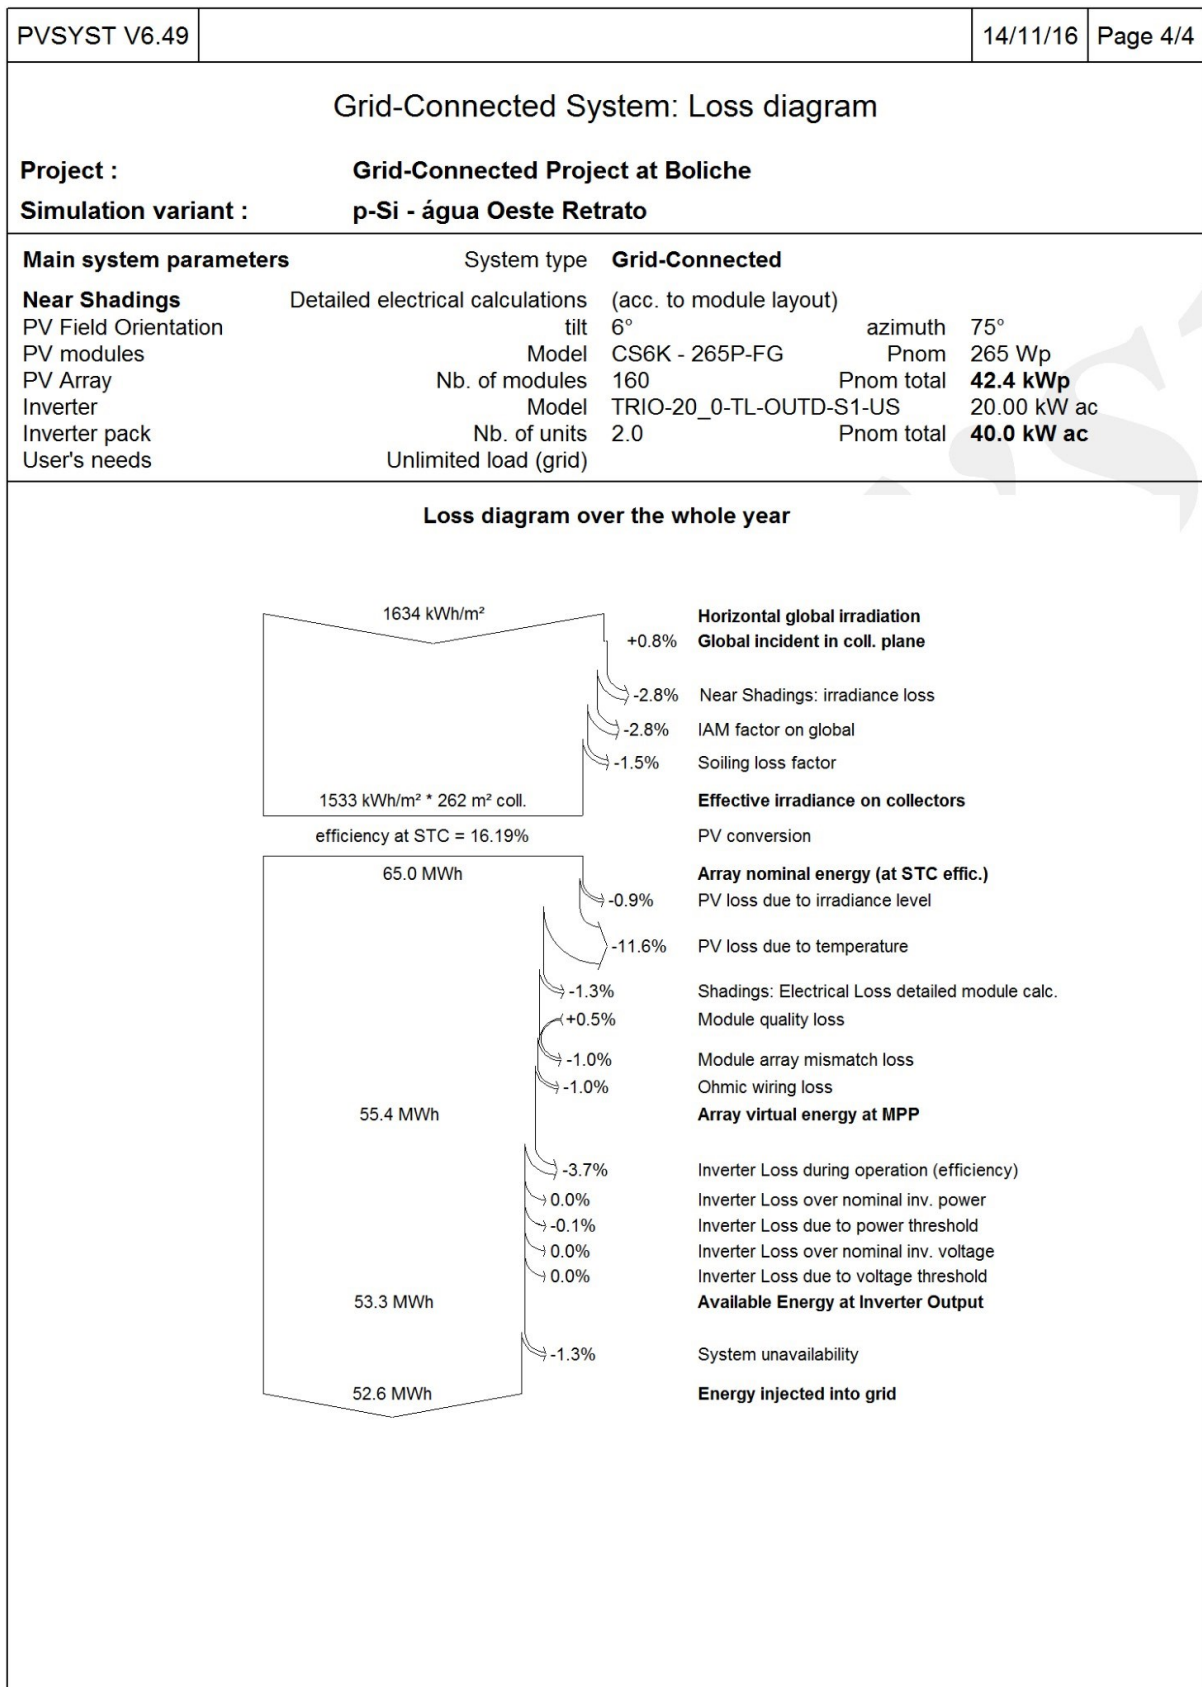 PVSYST V6.49 14/11/16 Page 4/4
Grid-Connected System: Loss diagram
Project : Grid-Connected Project at Boliche
Simulation variant : p-Si - água Oeste Retrato
Main system parameters System type Grid-Connected
Near Shadings Detailed electrical calculations (acc. to module layout)
PV Field Orientation tilt 6° azimuth 75°
PV modules Model CS6K - 265P-FG Pnom 265 Wp
PV Array Nb. of modules 160 Pnom total 42.4 kWp
Inverter Model TRIO-20_0-TL-OUTD-S1-US 20.00 kW ac
Inverter pack Nb. of units 2.0 Pnom total 40.0 kW ac
User's needs Unlimited load (grid)
Loss diagram over the whole year
1634 kWh/m² Horizontal global irradiation
+0.8% Global incident in coll. plane
-2.8% Near Shadings: irradiance loss
-2.8% IAM factor on global
-1.5% Soiling loss factor
1533 kWh/m² * 262 m² coll. Effective irradiance on collectors
efficiency at STC = 16.19% PV conversion
65.0 MWh Array nominal energy (at STC effic.)
-0.9% PV loss due to irradiance level
-11.6% PV loss due to temperature
-1.3% Shadings: Electrical Loss detailed module calc.
+0.5% Module quality loss
-1.0% Module array mismatch loss
-1.0% Ohmic wiring loss
55.4 MWh Array virtual energy at MPP
-3.7% Inverter Loss during operation (efficiency)
0.0% Inverter Loss over nominal inv. power
-0.1% Inverter Loss due to power threshold
0.0% Inverter Loss over nominal inv. voltage
0.0% Inverter Loss due to voltage threshold
53.3 MWh Available Energy at Inverter Output
-1.3% System unavailability
52.6 MWh Energy injected into grid